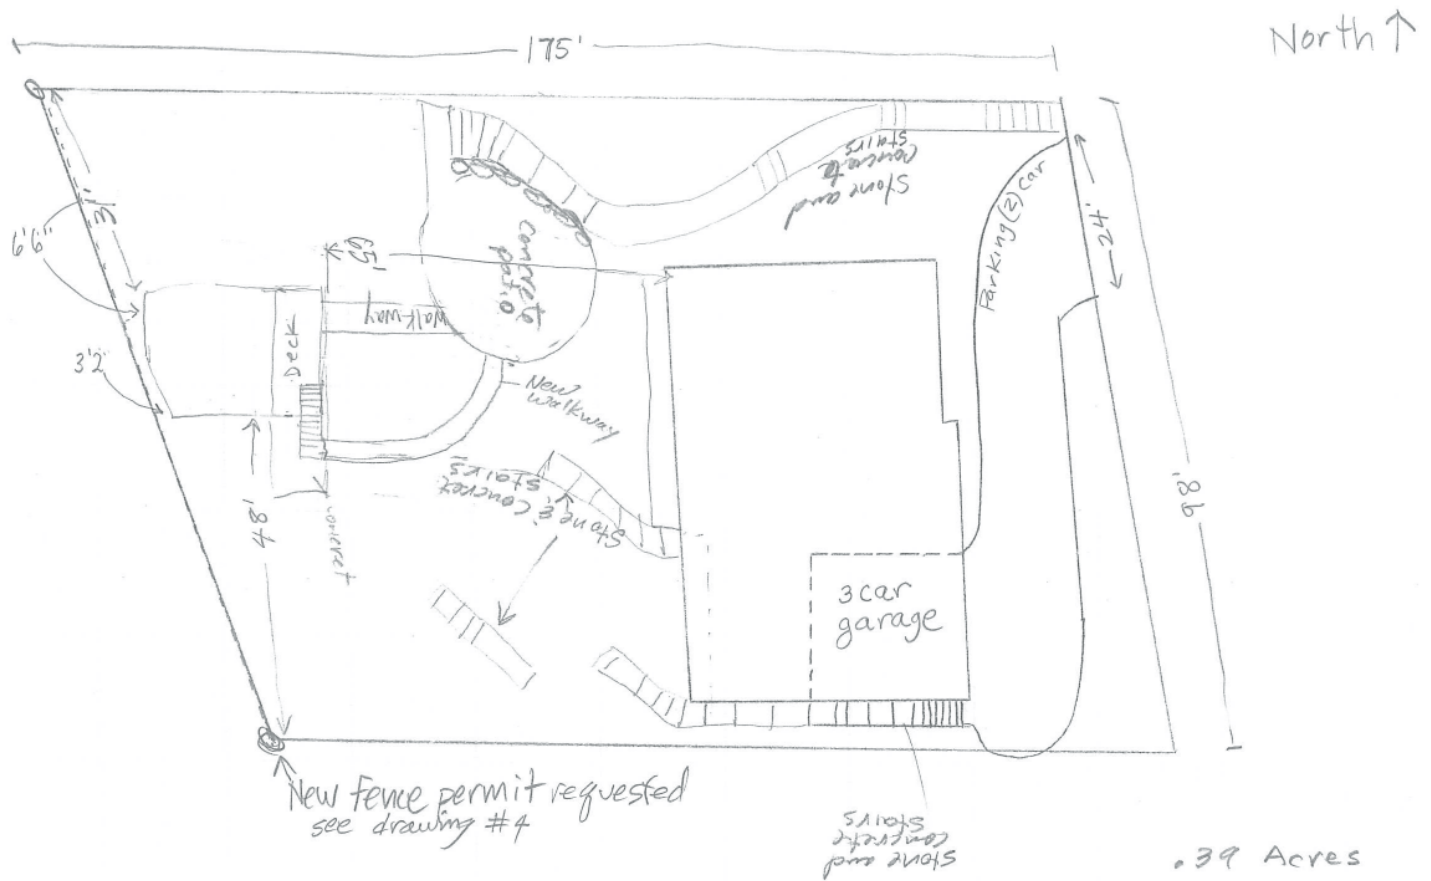 175'
North ↑
stone and
concrete
stairs
Parking (2) car
24'
31'
6'6"
65'
concrete
patio
walkway
Deck
3'2
New
walkway
Stone & Concret
stairs
48'
98'
3 car
garage
New Fence permit requested
see drawing #4
stone and
concrete
stairs
.39 Acres